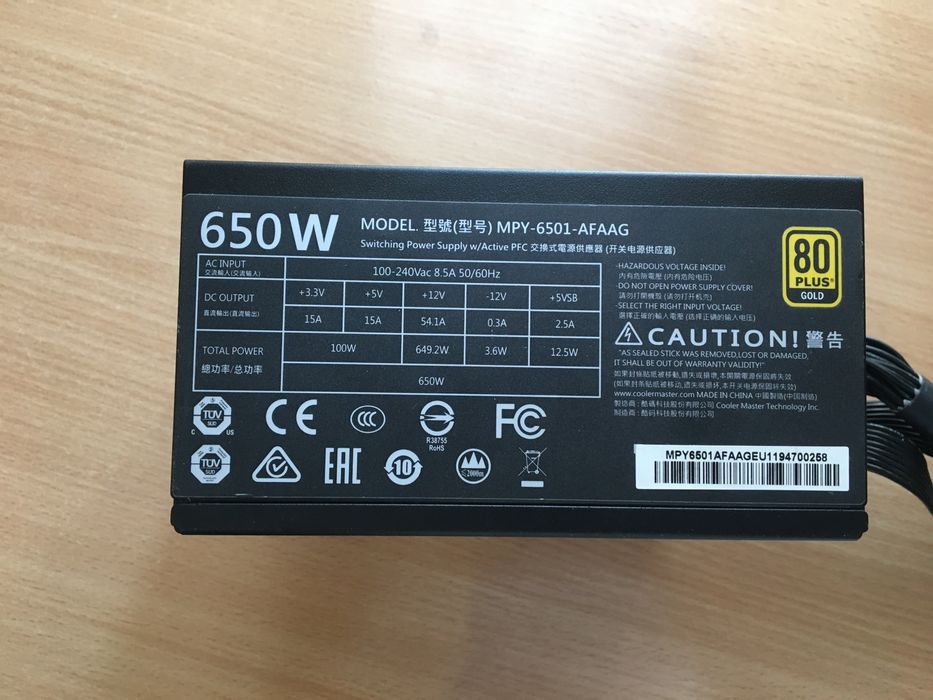 650W
MODEL. 型號(型号) MPY-6501-AFAAG
Switching Power Supply w/Active PFC 交換式電源供應器 (开关电源供应器)
AC INPUT
交流輸入(交流输入)
100-240Vac 8.5A 50/60Hz
DC OUTPUT
直流輸出(直流输出)
+3.3V +5V +12V -12V +5VSB
15A 15A 54.1A 0.3A 2.5A
TOTAL POWER
總功率/总功率
100W 649.2W 3.6W 12.5W
650W
-HAZARDOUS VOLTAGE INSIDE!
內有危險電壓 (内有危险电压)
-DO NOT OPEN POWER SUPPLY COVER!
請勿打開機殼 (请勿打开机壳)
-SELECT THE RIGHT INPUT VOLTAGE!
選擇正確的輸入電壓 (选择正确的输入电压)
80
PLUS
GOLD
CAUTION! 警告
"AS SEALED STICK WAS REMOVED,LOST OR DAMAGED,
IT SHALL BE OUT OF WARRANTY VALIDITY!"
如果封條貼紙被移動,遺失或損壞,本開關電源保固將失效
(如果封条贴纸被移动,遗失或损坏,本开关电源保固将失效)
www.coolermaster.com MADE IN CHINA 中國製造(中国制造)
製造商：酷碼科技股份有限公司 Cooler Master Technology Inc.
制造商：酷码科技股份有限公司
TÜV
SUD
C US
CE
CCC
R38755
RoHS
FC
TÜV
SUD
EAC
10
≤2000m
MPY6501AFAAGEU1194700258